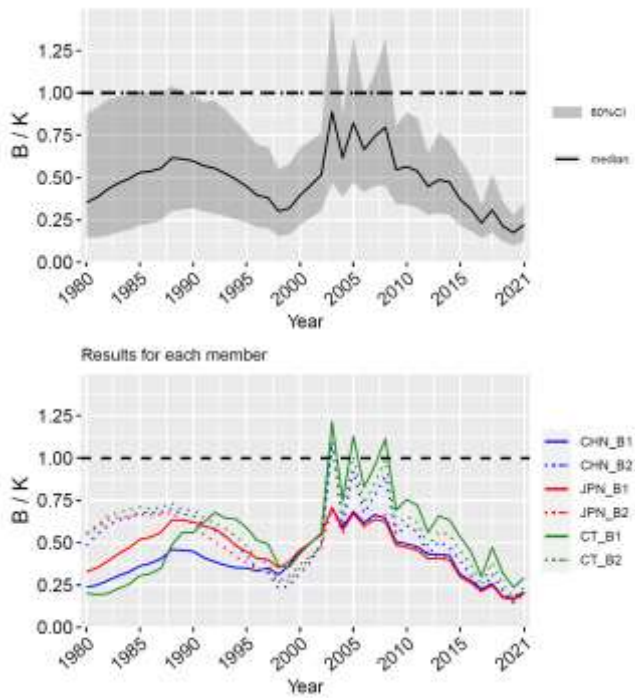 1.25
1.00
0.75
0.50
0.25
0.00
B / K
1980
1985
1990
1995
2000
2005
2010
2015
2021
Year
80%CI
median
Results for each member
1.25
1.00
0.75
0.50
0.25
0.00
B / K
1980
1985
1990
1995
2000
2005
2010
2015
2021
Year
CHN_B1
CHN_B2
JPN_B1
JPN_B2
CT_B1
CT_B2